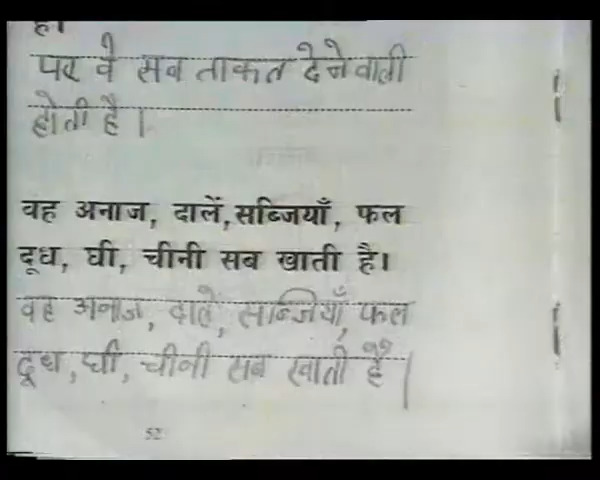 है।
पर वे सब ताकत देनेवाली
होती है।
वह अनाज, दालें, सब्जियाँ, फल
दूध, घी, चीनी सब खाती है।
वह अनाज, दालें, सब्जियाँ, फल
दूध, घी, चीनी सब खाती है।
52